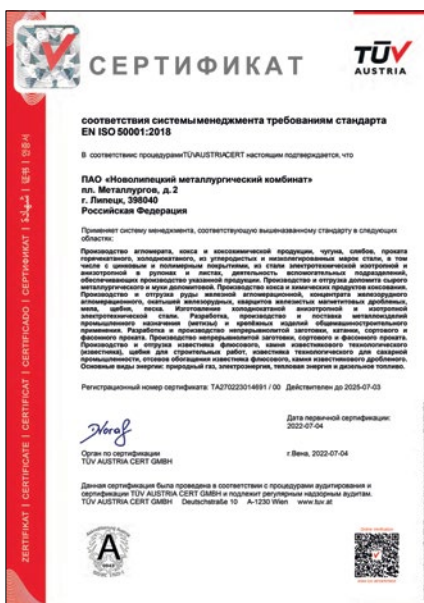 СЕРТИФИКАТ
TÜV
AUSTRIA
соответствия системыменеджмента требованиям стандарта
EN ISO 50001:2018
В соответствиис процедурамиTÜVAUSTRIACERT настоящим подтверждается, что
ПАО «Новолипецкий металлургический комбинат»
пл. Металлургов, д.2
г. Липецк, 398040
Российская Федерация
Применяет систему менеджмента, соответствующую вышеназванному стандарту в следующих
областях:
Производство агломерата, кокса и коксохимической продукции, чугуна, слябов, проката
горячекатаного, холоднокатаного, из углеродистых и низколегированных марок стали, в том
числе с цинковым и полимерным покрытиями, из стали электротехнической изотропной и
анизотропной в рулонах и листах, деятельность вспомогательных подразделений,
обеспечивающих производство указанной продукции. Производство и отгрузка доломита сырого
металлургического и муки доломитовой. Производство кокса и химических продуктов коксования.
Производство и отгрузка руды железной агломерационной, концентрата железорудного
агломерационного, окатышей железорудных, кварцитов железистых магнетитовых дробленых,
мела, щебня, песка. Изготовление холоднокатаной анизотропной и изотропной
электротехнической стали. Разработка, производство и поставка металлоизделий
промышленного назначения (метизы) и крепёжных изделий общемашиностроительного
применения. Разработка и производство непрерывнолитой заготовки, катанки, сортового и
фасонного проката. Производство непрерывнолитой заготовки, сортового и фасонного проката.
Производство и отгрузка известняка флюсового, камня известнякового технологического
(известняка), щебня для строительных работ, известняка технологического для сахарной
промышленности, отсевов обогащения известняка флюсового, камня известнякового дробленого.
Основные виды энергии: природный газ, электроэнергия, тепловая энергия и дизельное топливо.
Регистрационный номер сертификата: TA270223014691 / 00 Действителен до 2025-07-03
Дата первичной сертификации:
2022-07-04
Орган по сертификации
TÜV AUSTRIA CERT GMBH
г.Вена, 2022-07-04
Данная сертификация была проведена в соответствии с процедурами аудитирования и
сертификации TÜV AUSTRIA CERT GMBH и подлежит регулярным надзорным аудитам.
TÜV AUSTRIA CERT GMBH Deutschstraße 10 A-1230 Wien www.tuv.at
ZERTIFIKAT | CERTIFICATE | CERTIFICAT | CERTIFICADO | СЕРТИФИКАТ | 证书 | شهادة | 인증서